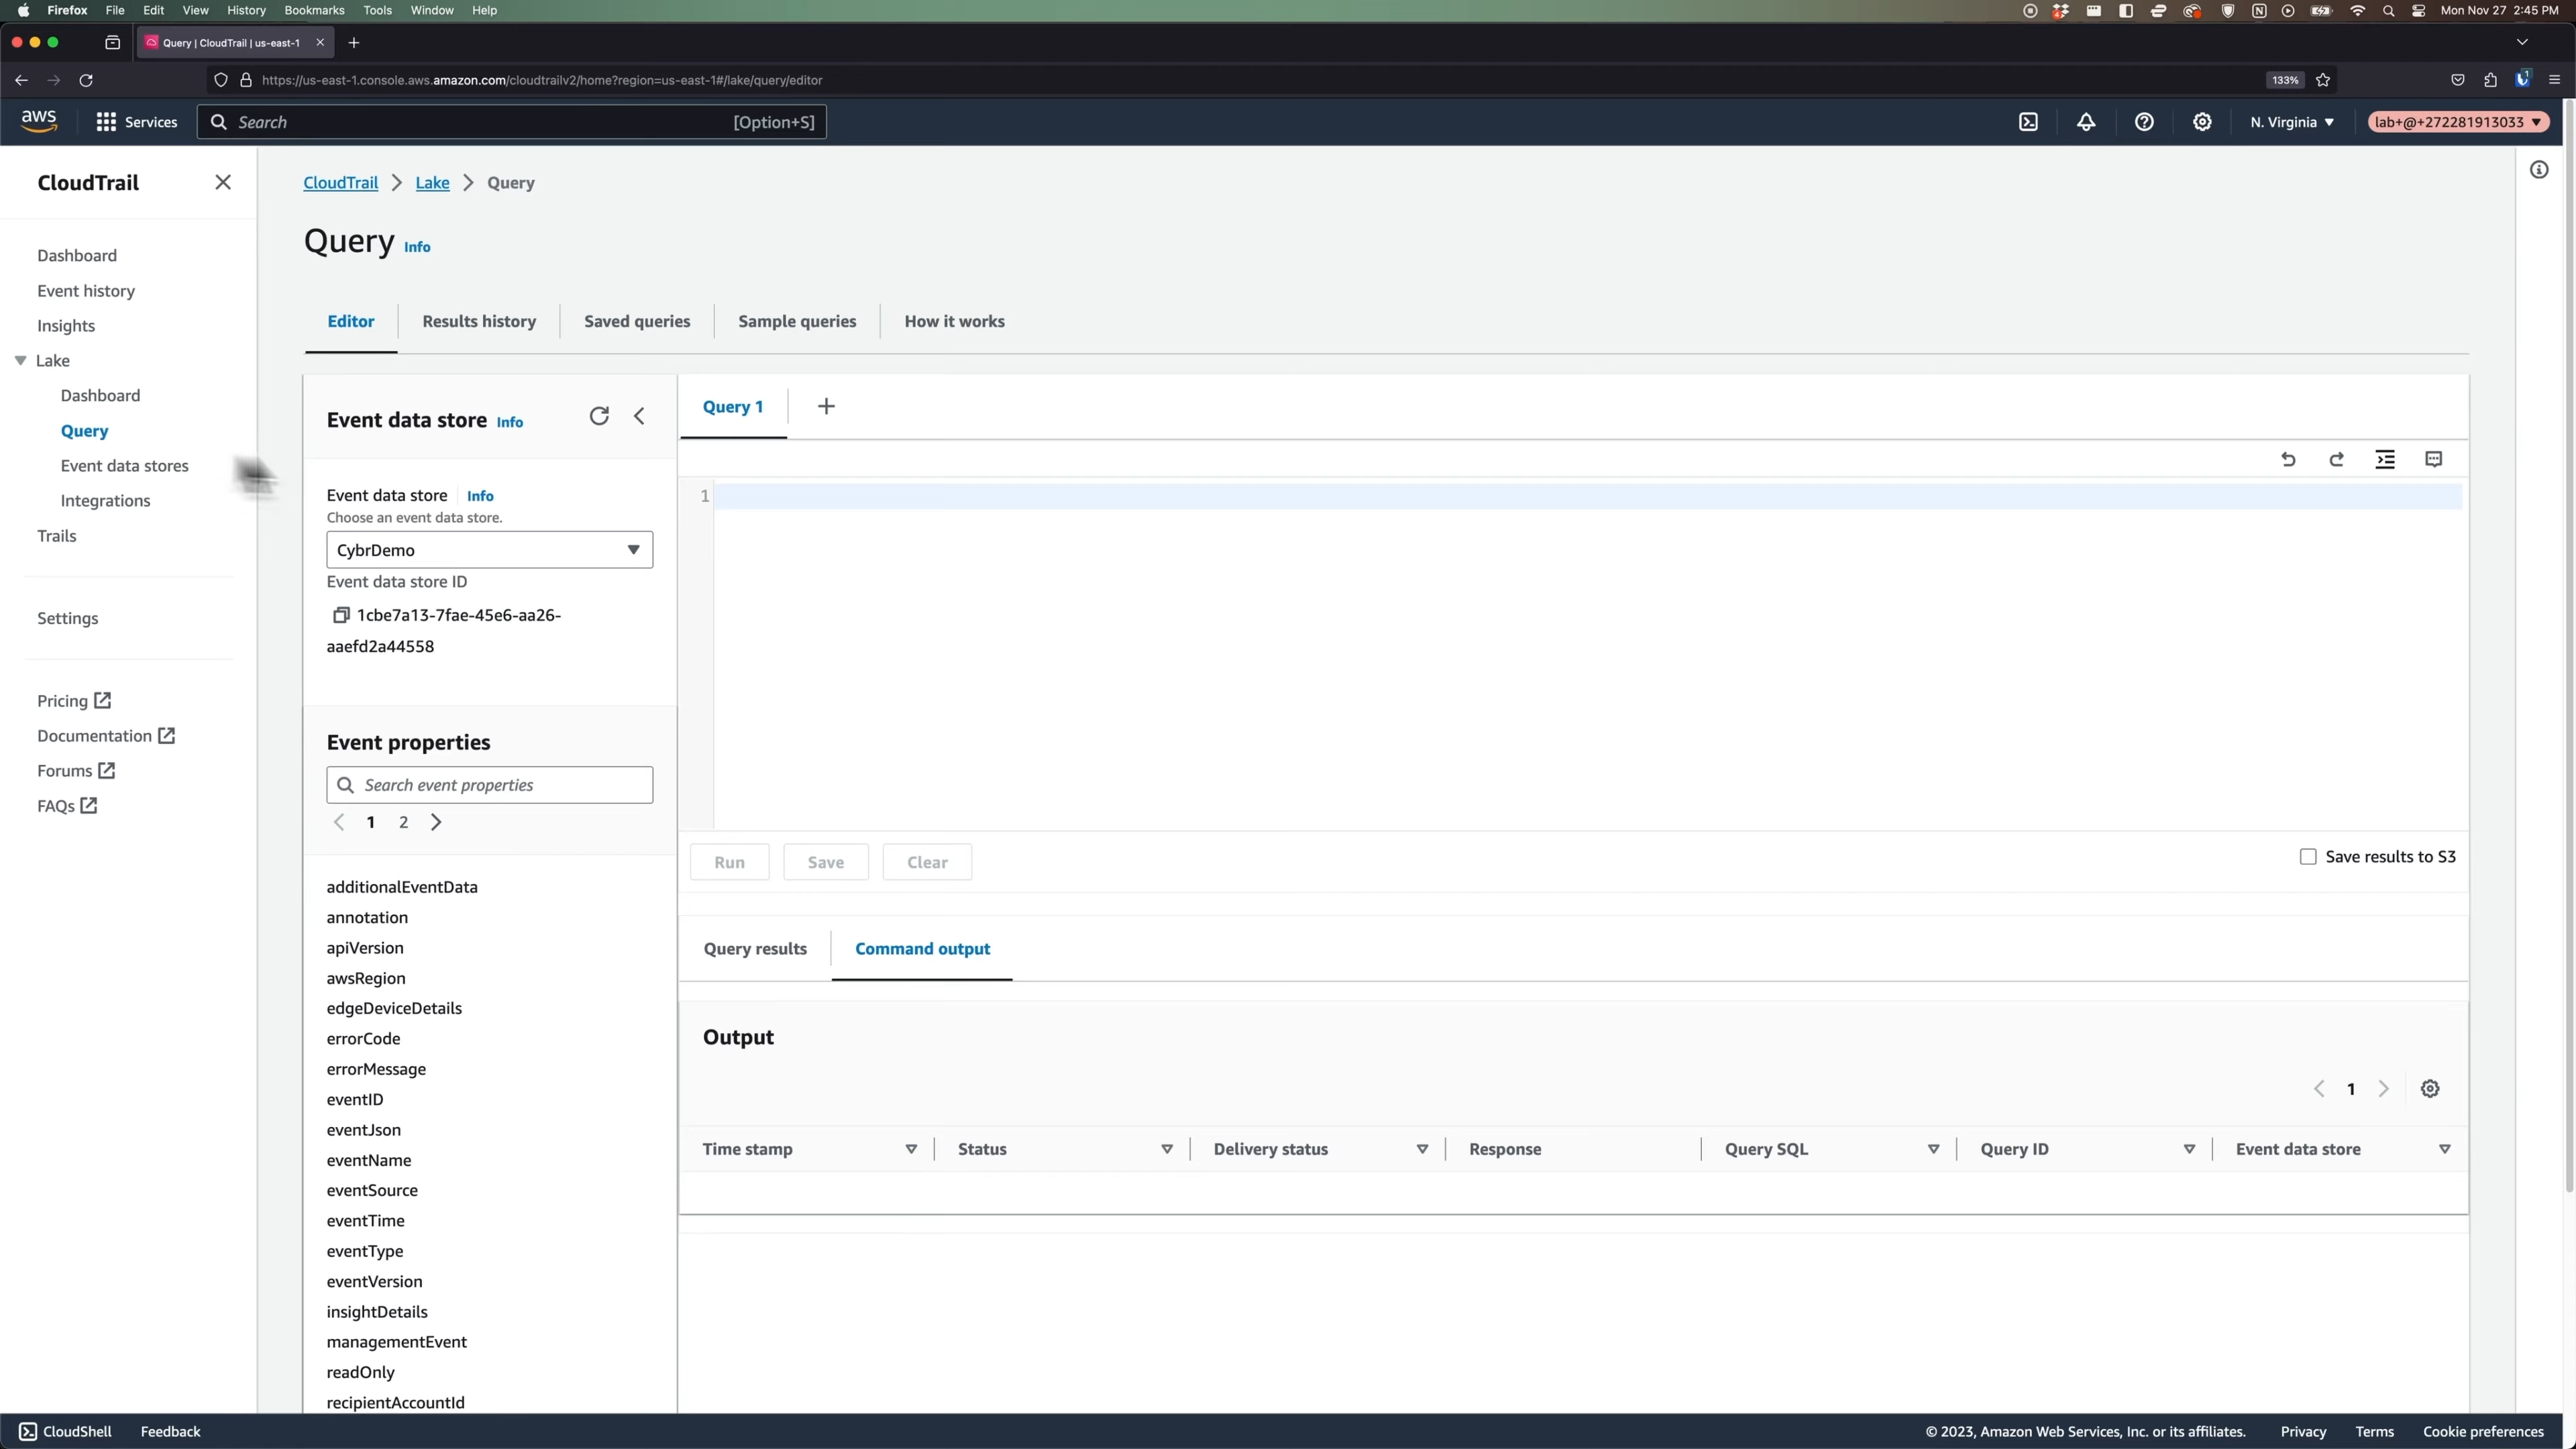 Firefox File Edit View History Bookmarks Tools Window Help Mon Nov 27 2:45 PM
Query | CloudTrail | us-east-1
https://us-east-1.console.aws.amazon.com/cloudtrailv2/home?region=us-east-1#/lake/query/editor 133%
aws Services Search [Option+S] N. Virginia lab+@+272281913033
CloudTrail
Dashboard
Event history
Insights
Lake
Dashboard
Query
Event data stores
Integrations
Trails
Settings
Pricing
Documentation
Forums
FAQs
CloudTrail Lake Query
Query Info
Editor Results history Saved queries Sample queries How it works
Event data store Info
Event data store Info
Choose an event data store.
CybrDemo
Event data store ID
1cbe7a13-7fae-45e6-aa26-
aaefd2a44558
Event properties
Search event properties
1 2
additionalEventData
annotation
apiVersion
awsRegion
edgeDeviceDetails
errorCode
errorMessage
eventID
eventJson
eventName
eventSource
eventTime
eventType
eventVersion
insightDetails
managementEvent
readOnly
recipientAccountId
Query 1
1
Run Save Clear Save results to S3
Query results Command output
Output
1
Time stamp Status Delivery status Response Query SQL Query ID Event data store
CloudShell Feedback © 2023, Amazon Web Services, Inc. or its affiliates. Privacy Terms Cookie preferences